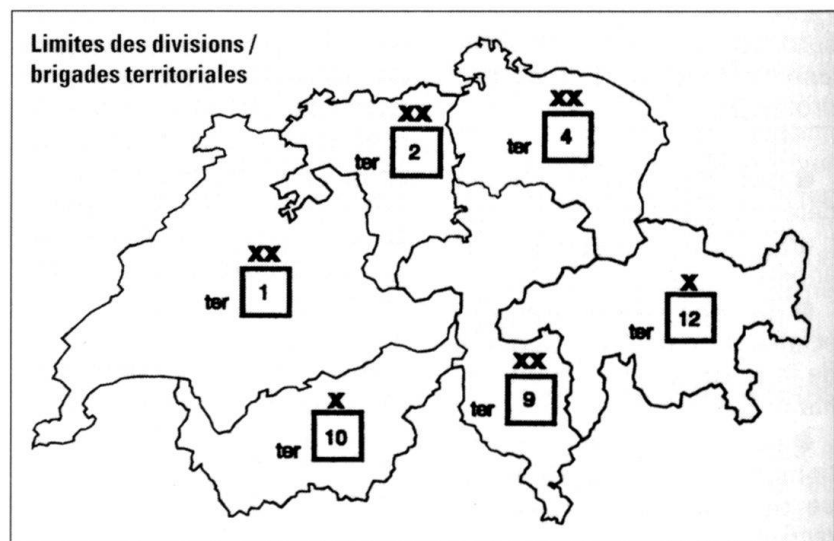 Limites des divisions /
brigades territoriales
XX
ter 2
XX
ter 4
XX
ter 1
X
ter 12
XX
ter 9
X
ter 10